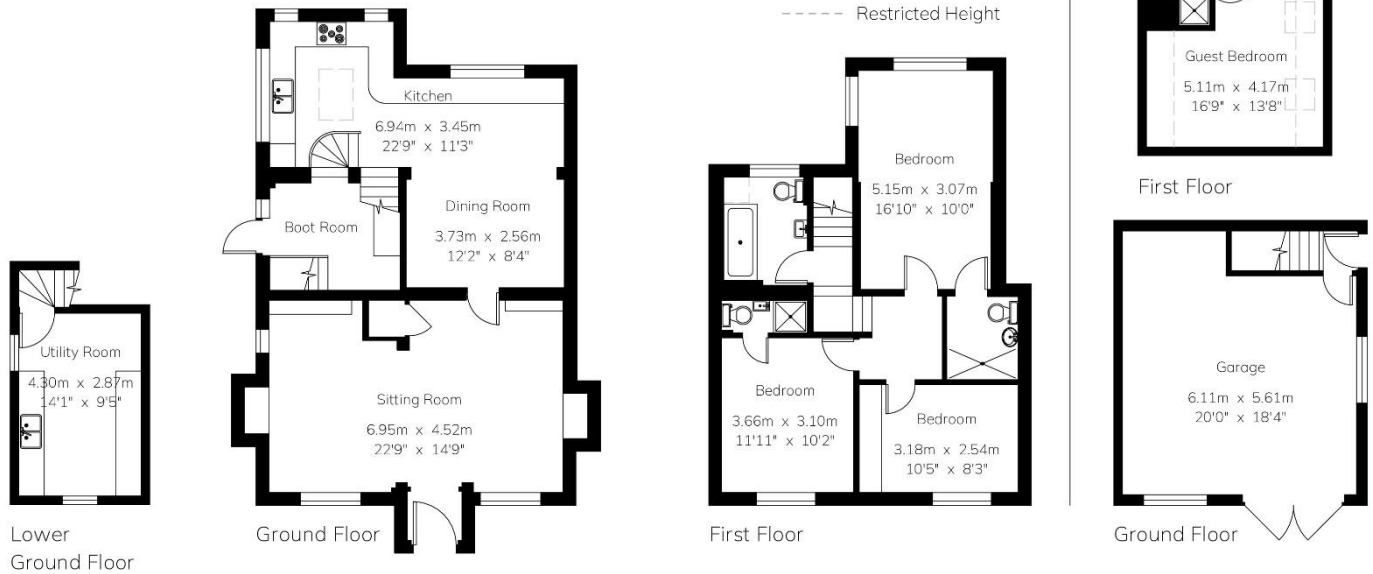 Restricted Height
Utility Room
4.30m x 2.87m
14'1" x 9'5"
Lower
Ground Floor
Kitchen
6.94m x 3.45m
22'9" x 11'3"
Boot Room
Dining Room
3.73m x 2.56m
12'2" x 8'4"
Sitting Room
6.95m x 4.52m
22'9" x 14'9"
Ground Floor
Bedroom
5.15m x 3.07m
16'10" x 10'0"
Bedroom
3.66m x 3.10m
11'11" x 10'2"
Bedroom
3.18m x 2.54m
10'5" x 8'3"
First Floor
Guest Bedroom
5.11m x 4.17m
16'9" x 13'8"
First Floor
Garage
6.11m x 5.61m
20'0" x 18'4"
Ground Floor